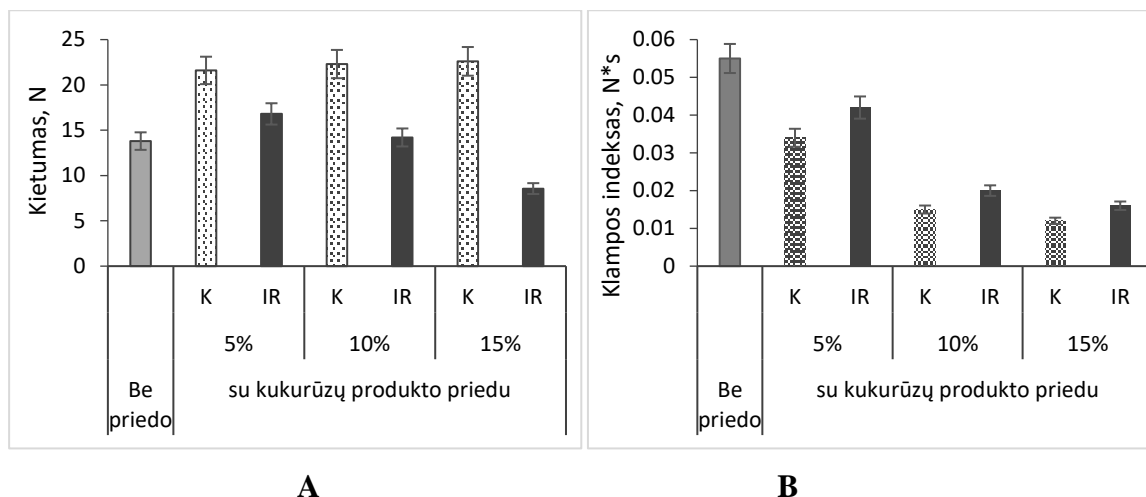 Kietumas, N
25
20
15
10
5
0
K IR K IR K IR
5% 10% 15%
Be priedo
su kukurūzų produkto priedu
A
Klampos indeksas, N*s
0.06
0.05
0.04
0.03
0.02
0.01
0
K IR K IR K IR
5% 10% 15%
Be priedo
su kukurūzų produkto priedu
B